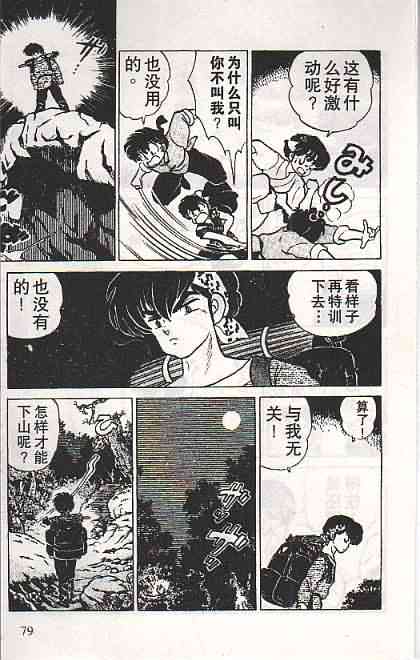 这有什
么好激
动呢？
为什么只叫
你不叫我？
也没用
的。
看样子
再特训
下去…
也没有
的！
算了！
与我无
关！
怎样才能
下山呢？
79